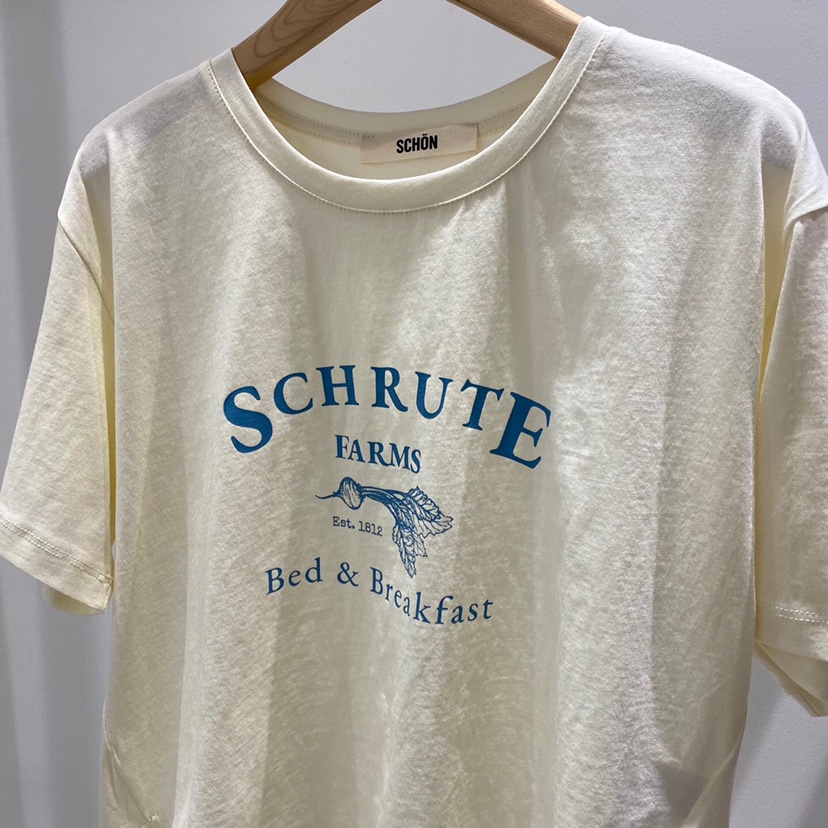 SCHÖN
SCHRUTE
FARMS
Est. 1812
Bed & Breakfast